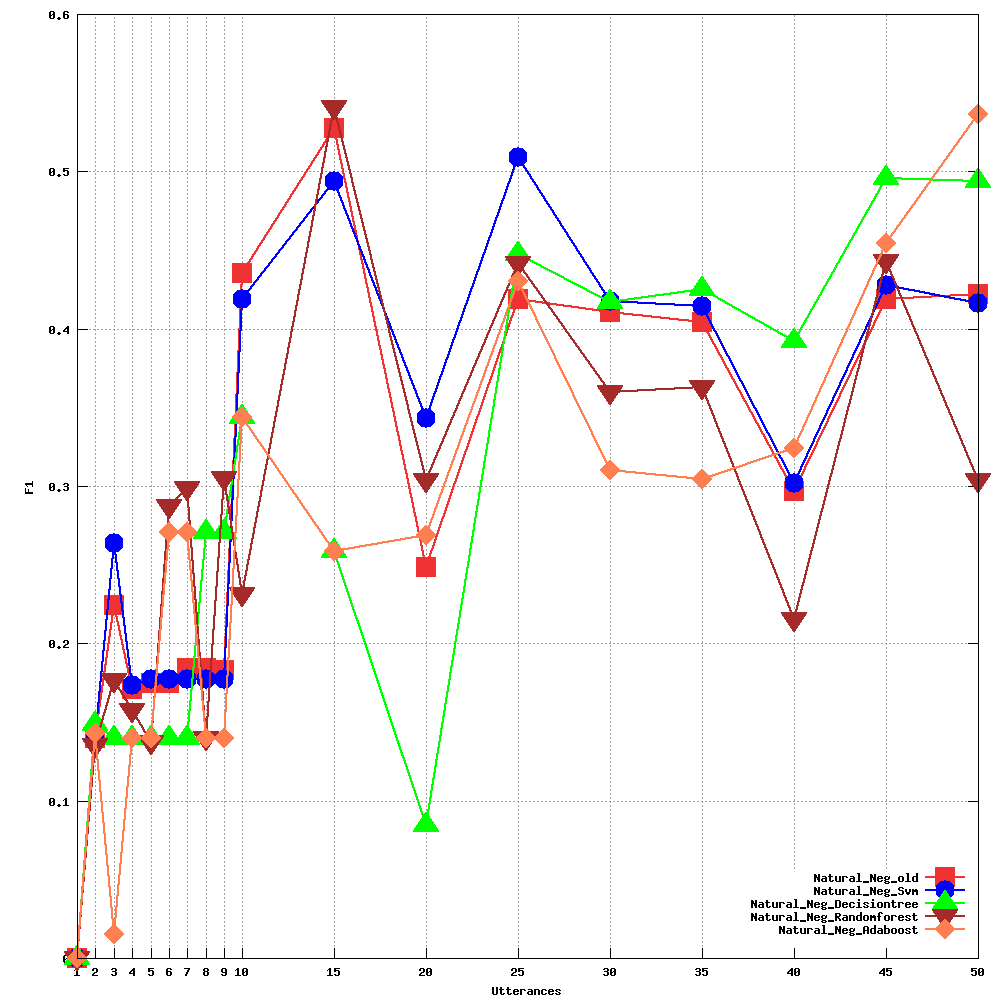 0.6
0.5
0.4
F1
0.3
0.2
0.1
0
Natural_Neg_old
Natural_Neg_Svm
Natural_Neg_Decisiontree
Natural_Neg_Randomforest
Natural_Neg_Adaboost
1 2 3 4 5 6 7 8 9 10 15 20 25 30 35 40 45 50
Utterances